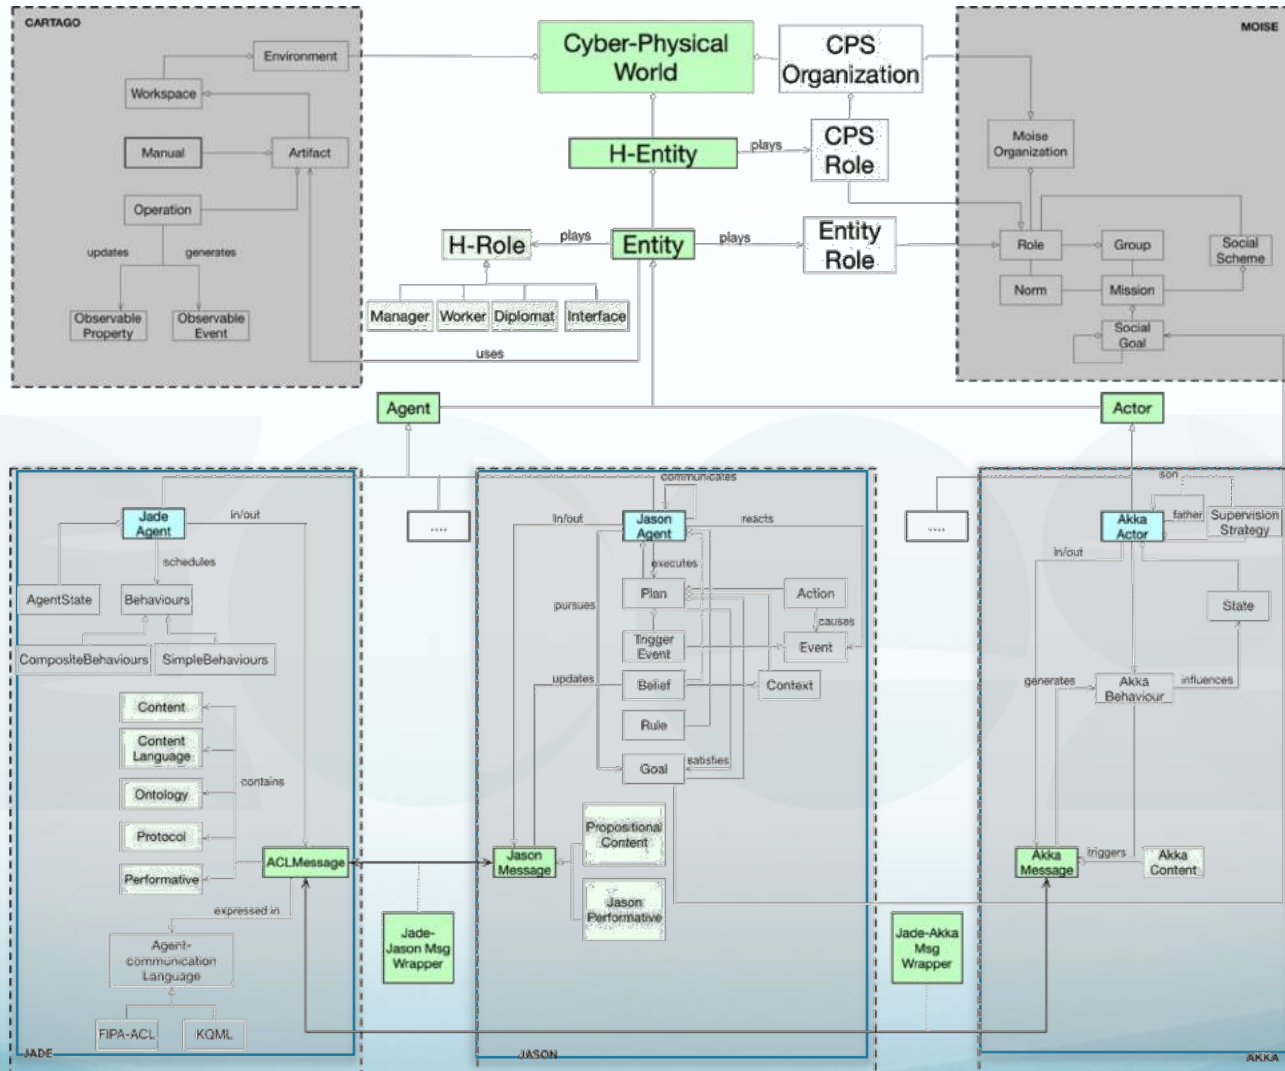 CARTAGO
Environment
Workspace
Manual
Artifact
Operation
updates
generates
Observable
Property
Observable
Event
Cyber-Physical
World
CPS
Organization
H-Entity
plays
CPS
Role
H-Role
plays
Entity
plays
Entity
Role
Manager
Worker
Diplomat
Interface
uses
MOISE
Moise
Organization
Role
Group
Social
Scheme
Norm
Mission
Social
Goal
Agent
Actor
Jade
Agent
in/out
schedules
AgentState
Behaviours
CompositeBehaviours
SimpleBehaviours
Content
Content
Language
Ontology
Protocol
Performative
contains
ACLMessage
expressed in
Agent-
communication
Language
FIPA-ACL
KQML
JADE
....
communicates
In/out
Jason
Agent
reacts
executes
Plan
Action
pursues
causes
Trigger
Event
Event
updates
Belief
Context
Rule
Goal
satisfies
Propositional
Content
Jason
Message
Jason
Performative
JASON
Jade-
Jason Msg
Wrapper
....
Jade-Akka
Msg
Wrapper
son
Akka
Actor
father
Supervision
Strategy
In/out
State
generates
Akka
Behaviour
influences
Akka
Message
triggers
Akka
Content
AKKA